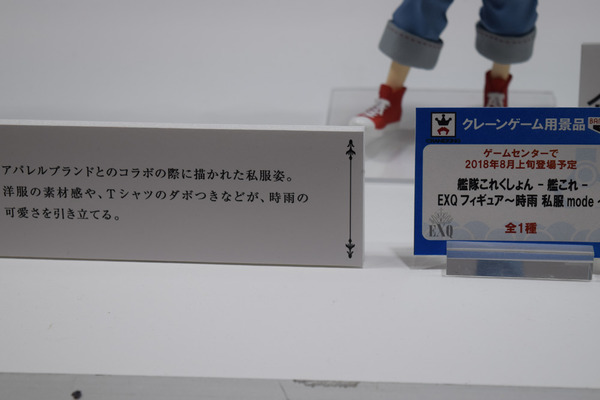 アパレルブランドとのコラボの際に描かれた私服姿。
洋服の素材感や、Tシャツのダボつきなどが、時雨の
可愛さを引き立てる。
クレーンゲーム用景品
ゲームセンターで
2018年8月上旬登場予定
艦隊これくしょん - 艦これ -
EXQフィギュア～時雨 私服 mode～
EXQ
全1種